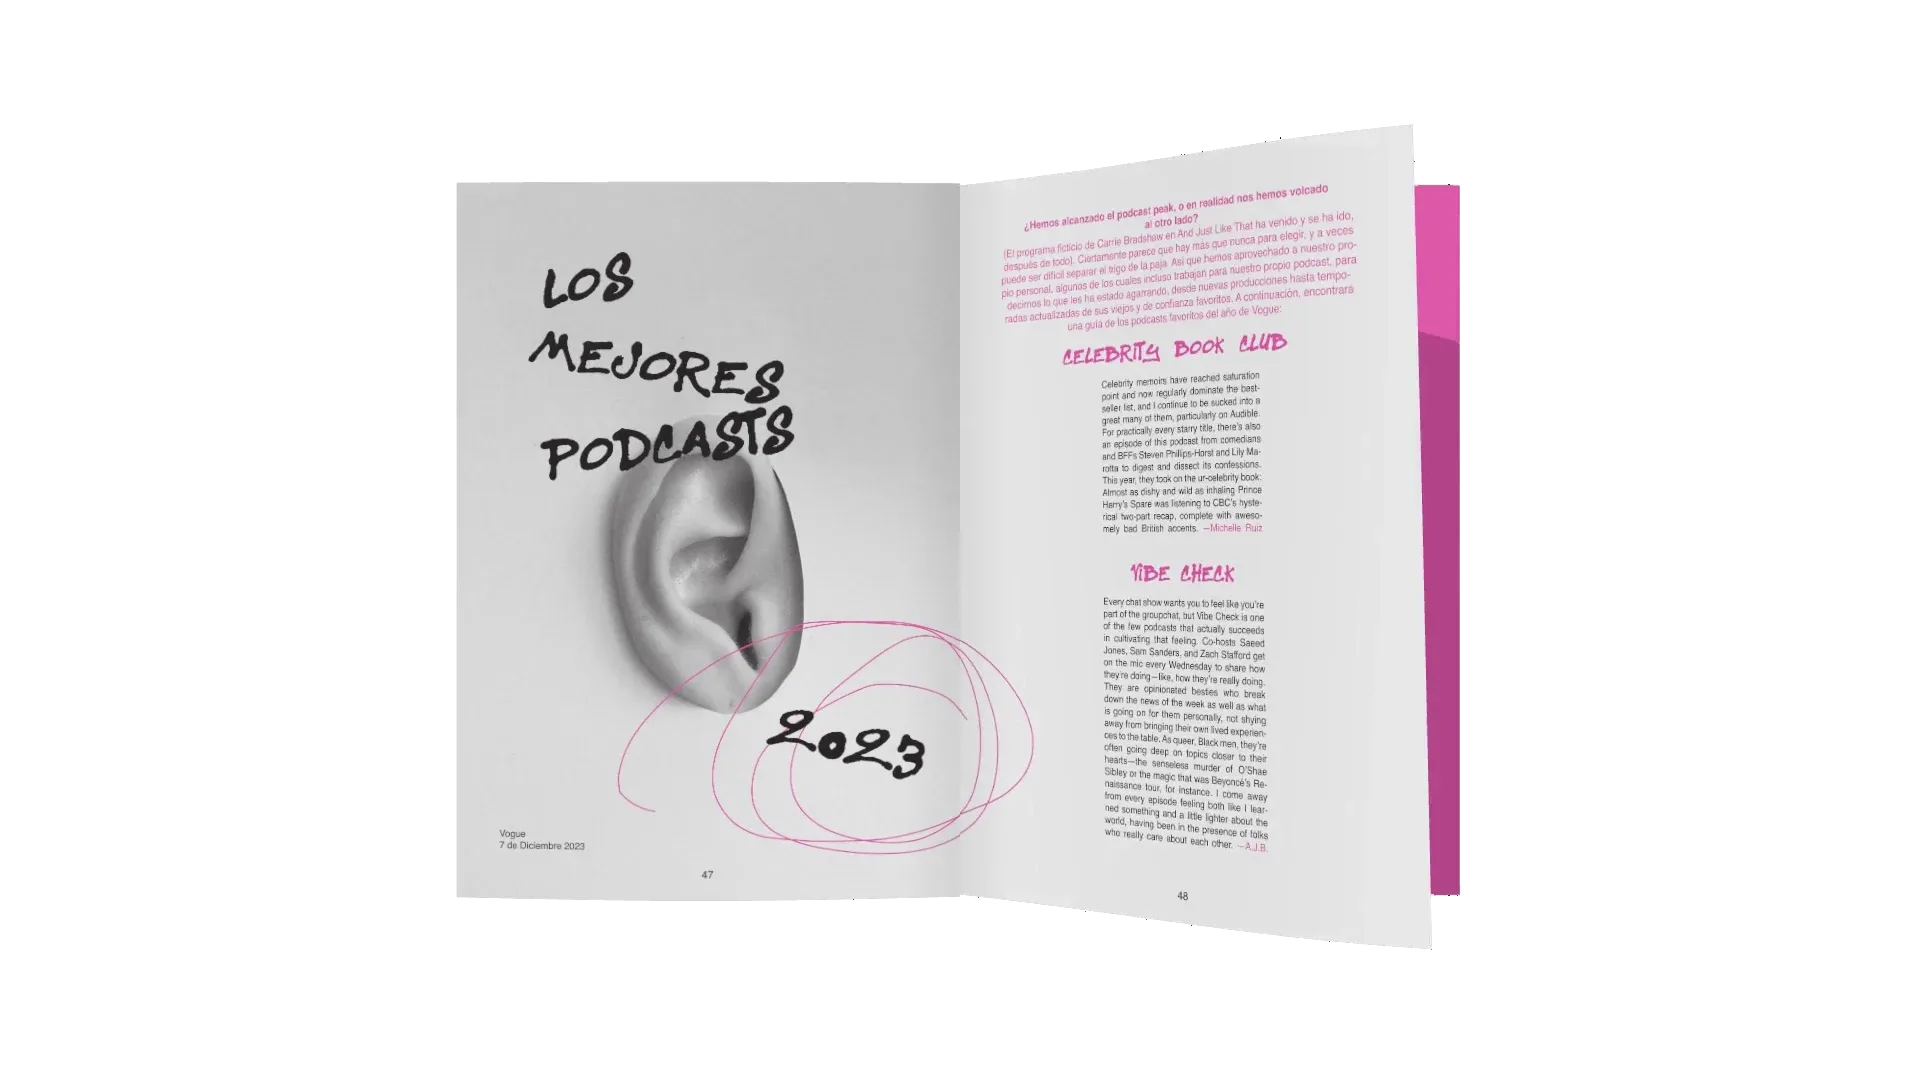 LOS
MEJORES
PODCASTS
2023
Vogue
7 de Diciembre 2023
47
¿Hemos alcanzado el podcast peak, o en realidad nos hemos volcado
al otro lado?
(El programa ficticio de Carrie Bradshaw en And Just Like That ha venido y se ha ido,
después de todo). Ciertamente parece que hay más que nunca para elegir, y a veces
puede ser difícil separar el trigo de la paja. Así que hemos aprovechado a nuestro pro-
pio personal, algunos de los cuales incluso trabajan para nuestro propio podcast, para
decirnos lo que les ha estado agarrando, desde nuevas producciones hasta tempo-
radas actualizadas de sus viejos y de confianza favoritos. A continuación, encontrará
una guía de los podcasts favoritos del año de Vogue:
CELEBRITY BOOK CLUB
Celebrity memoirs have reached saturation
point and now regularly dominate the best-
seller list, and I continue to be sucked into a
great many of them, particularly on Audible.
For practically every starry title, there's also
an episode of this podcast from comedians
and BFFs Steven Phillips-Horst and Lily Ma-
rotta to digest and dissect its confessions.
This year, they took on the ur-celebrity book:
Almost as dishy and wild as inhaling Prince
Harry's Spare was listening to CBC's hyste-
rical two-part recap, complete with aweso-
mely bad British accents. —Michelle Ruiz
VIBE CHECK
Every chat show wants you to feel like you're
part of the groupchat, but Vibe Check is one
of the few podcasts that actually succeeds
in cultivating that feeling. Co-hosts Saeed
Jones, Sam Sanders, and Zach Stafford get
on the mic every Wednesday to share how
they're doing—like, how they're really doing.
They are opinionated besties who break
down the news of the week as well as what
is going on for them personally, not shying
away from bringing their own lived experien-
ces to the table. As queer, Black men, they're
often going deep on topics closer to their
hearts—the senseless murder of O'Shae
Sibley or the magic that was Beyoncé's Re-
naissance tour, for instance. I come away
from every episode feeling both like I lear-
ned something and a little lighter about the
world, having been in the presence of folks
who really care about each other. —A.J.B.
48